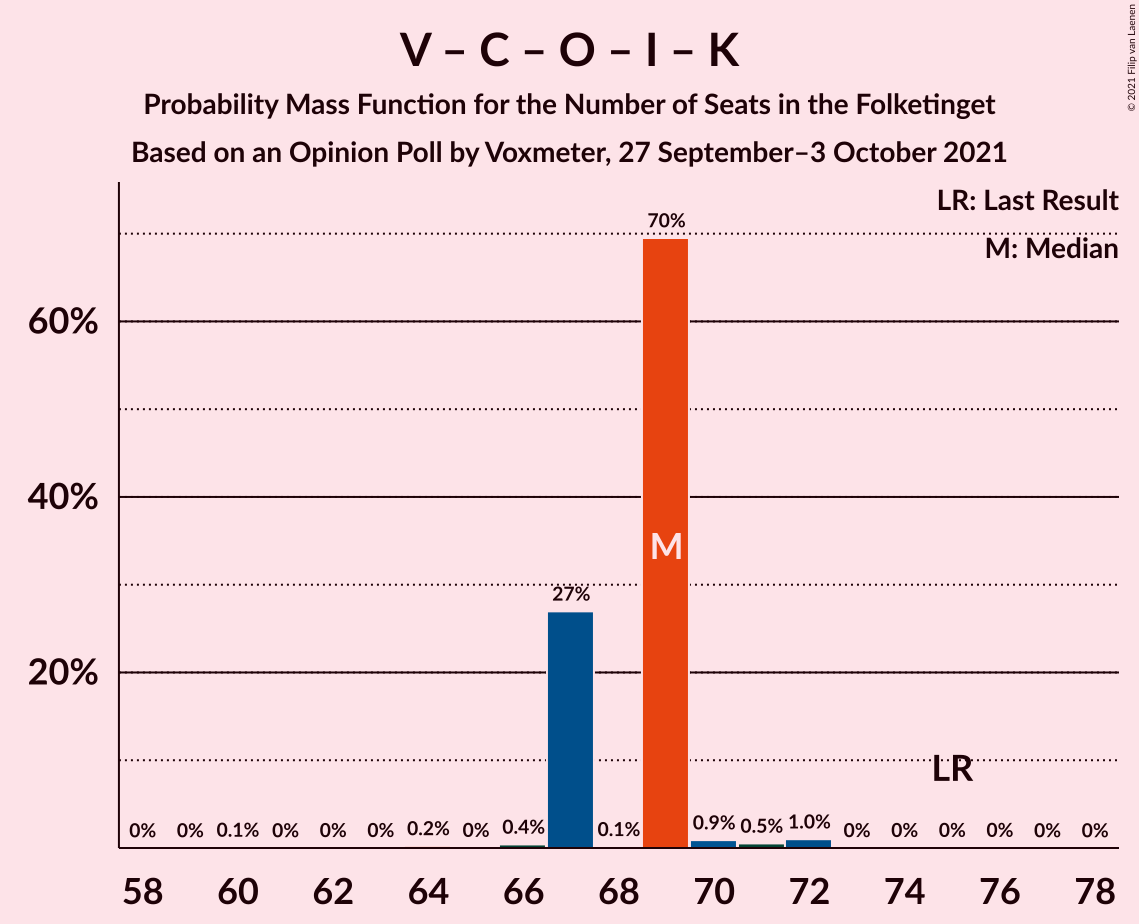 V – C – O – I – K
Probability Mass Function for the Number of Seats in the Folketinget
Based on an Opinion Poll by Voxmeter, 27 September–3 October 2021
© 2021 Filip van Laenen
LR: Last Result
M: Median
60%
40%
20%
0% 0% 0.1% 0% 0% 0% 0.2% 0% 0.4% 27% 0.1% 70% 0.9% 0.5% 1.0% 0% 0% 0% 0% 0% 0%
M
LR
58 60 62 64 66 68 70 72 74 76 78